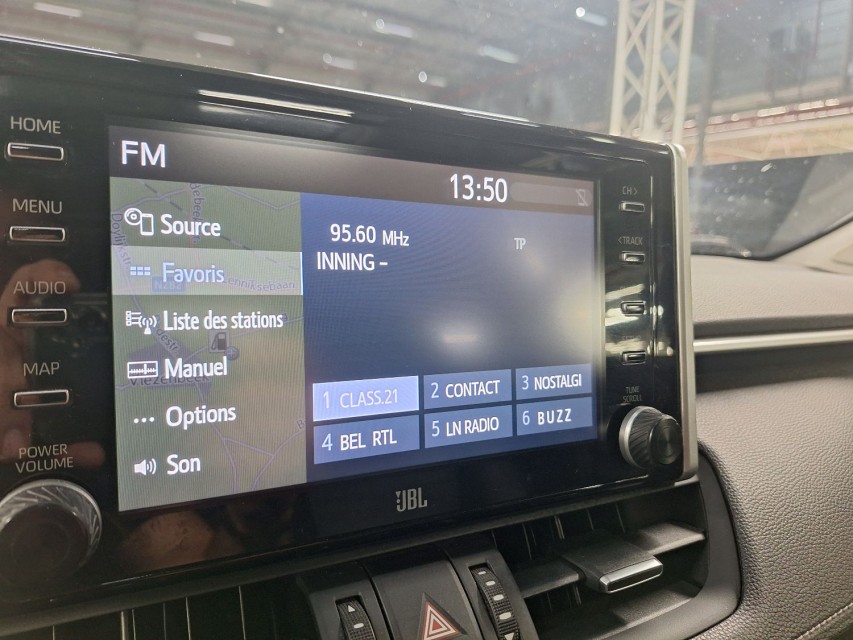 HOME
MENU
AUDIO
MAP
POWER
VOLUME
FM
13:50
Source
Favoris
Liste des stations
Manuel
Options
Son
N282
Vlezenbeek
95.60 MHz
TP
INNING -
1 CLASS.21
2 CONTACT
3 NOSTALGI
4 BEL RTL
5 LN RADIO
6 BUZZ
JBL
CH>
<TRACK
TUNE
SCROLL